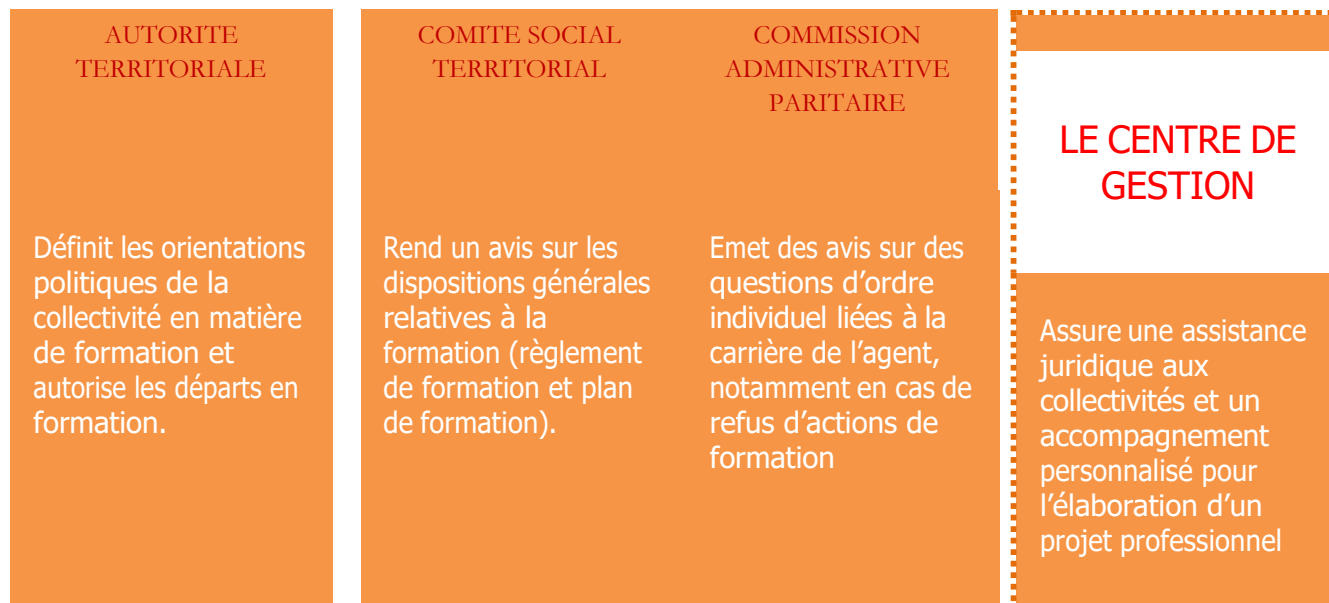 AUTORITE
TERRITORIALE
Définit les orientations
politiques de la
collectivité en matière
de formation et
autorise les départs en
formation.
COMITE SOCIAL
TERRITORIAL
Rend un avis sur les
dispositions générales
relatives à la
formation (règlement
de formation et plan
de formation).
COMMISSION
ADMINISTRATIVE
PARITAIRE
Emet des avis sur des
questions d’ordre
individuel liées à la
carrière de l’agent,
notamment en cas de
refus d’actions de
formation
LE CENTRE DE
GESTION
Assure une assistance
juridique aux
collectivités et un
accompagnement
personnalisé pour
l’élaboration d’un
projet professionnel